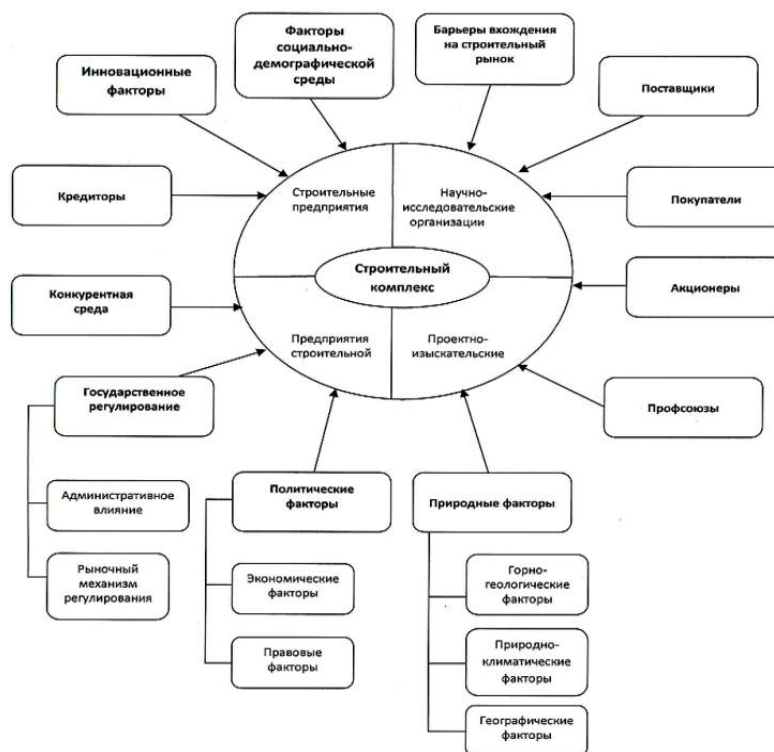 Факторы
социально-
демографической
среды
Барьеры вхождения
на строительный
рынок
Инновационные
факторы
Поставщики
Кредиторы
Строительные
предприятия
Научно-
исследовательские
организации
Покупатели
Строительный
комплекс
Конкурентная
среда
Акционеры
Предприятия
строительной
Проектно-
изыскательские
Государственное
регулирование
Профсоюзы
Административное
влияние
Рыночный
механизм
регулирования
Политические
факторы
Экономические
факторы
Правовые
факторы
Природные факторы
Горно-
геологические
факторы
Природно-
климатические
факторы
Географические
факторы